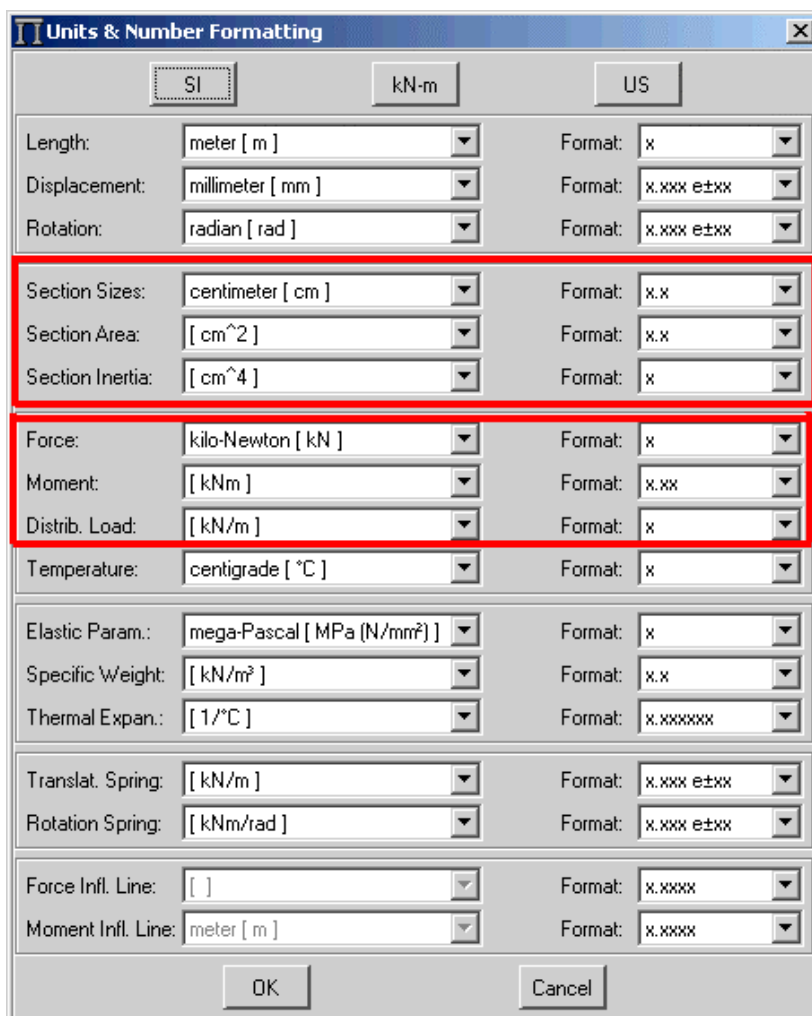 Units & Number Formatting
SI kN-m US
Length: meter [ m ] Format: x
Displacement: millimeter [ mm ] Format: x.xxx e±xx
Rotation: radian [ rad ] Format: x.xxx e±xx
Section Sizes: centimeter [ cm ] Format: x.x
Section Area: [ cm^2 ] Format: x.x
Section Inertia: [ cm^4 ] Format: x
Force: kilo-Newton [ kN ] Format: x
Moment: [ kNm ] Format: x.xx
Distrib. Load: [ kN/m ] Format: x
Temperature: centigrade [ °C ] Format: x
Elastic Param.: mega-Pascal [ MPa (N/mm²) ] Format: x
Specific Weight: [ kN/m³ ] Format: x.x
Thermal Expan.: [ 1/°C ] Format: x.xxxxxx
Translat. Spring: [ kN/m ] Format: x.xxx e±xx
Rotation Spring: [ kNm/rad ] Format: x.xxx e±xx
Force Infl. Line: [ ] Format: x.xxxx
Moment Infl. Line: meter [ m ] Format: x.xxxx
OK Cancel